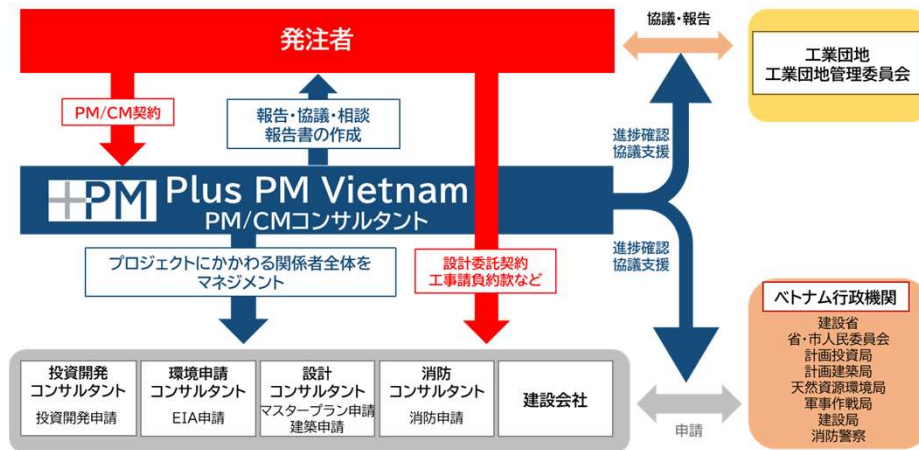 発注者
協議・報告
工業団地
工業団地管理委員会
PM/CM契約
報告・協議・相談
報告書の作成
進捗確認
協議支援
+PM Plus PM Vietnam
PM/CMコンサルタント
プロジェクトにかかわる関係者全体を
マネジメント
設計委託契約
工事請負約款など
進捗確認
協議支援
ベトナム行政機関
建設省
省・市人民委員会
計画投資局
計画建築局
天然資源環境局
軍事作戦局
建設局
消防警察
投資開発
コンサルタント
投資開発申請
環境申請
コンサルタント
EIA申請
設計
コンサルタント
マスタープラン申請
建築申請
消防
コンサルタント
消防申請
建設会社
申請